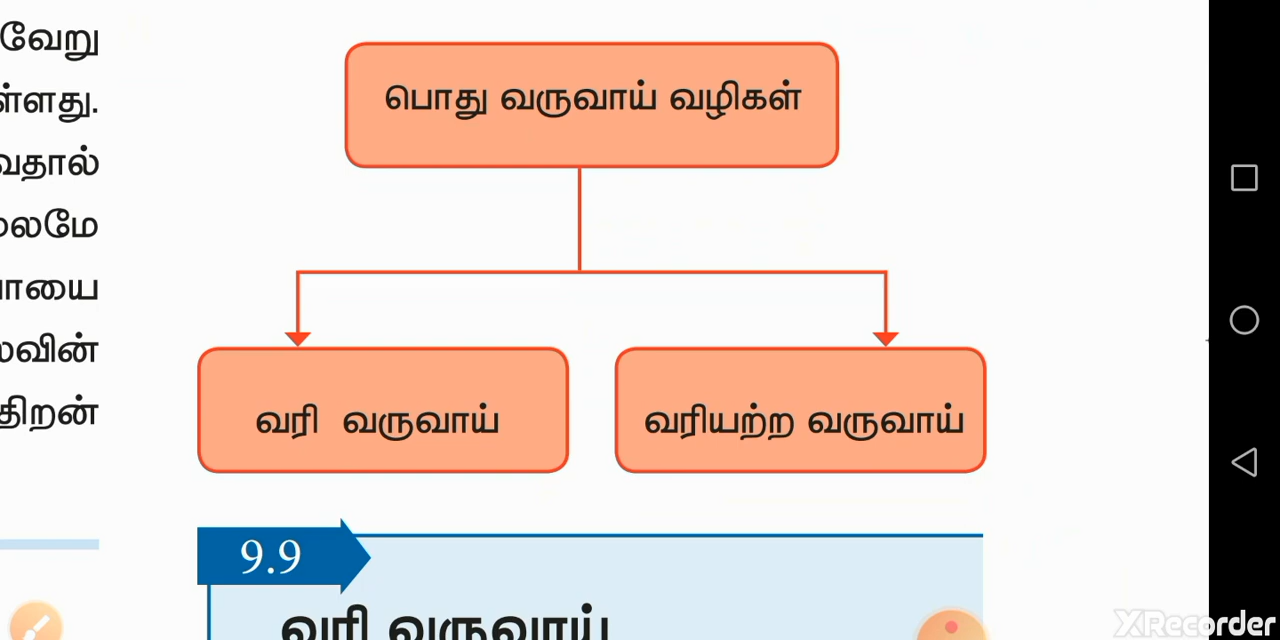 வேறு
ள்ளது.
வதால்
லமே
யை
வின்
திறன்
பொது வருவாய் வழிகள்
வரி வருவாய்
வரியற்ற வருவாய்
9.9
வரி வருவாய்
XRecorder